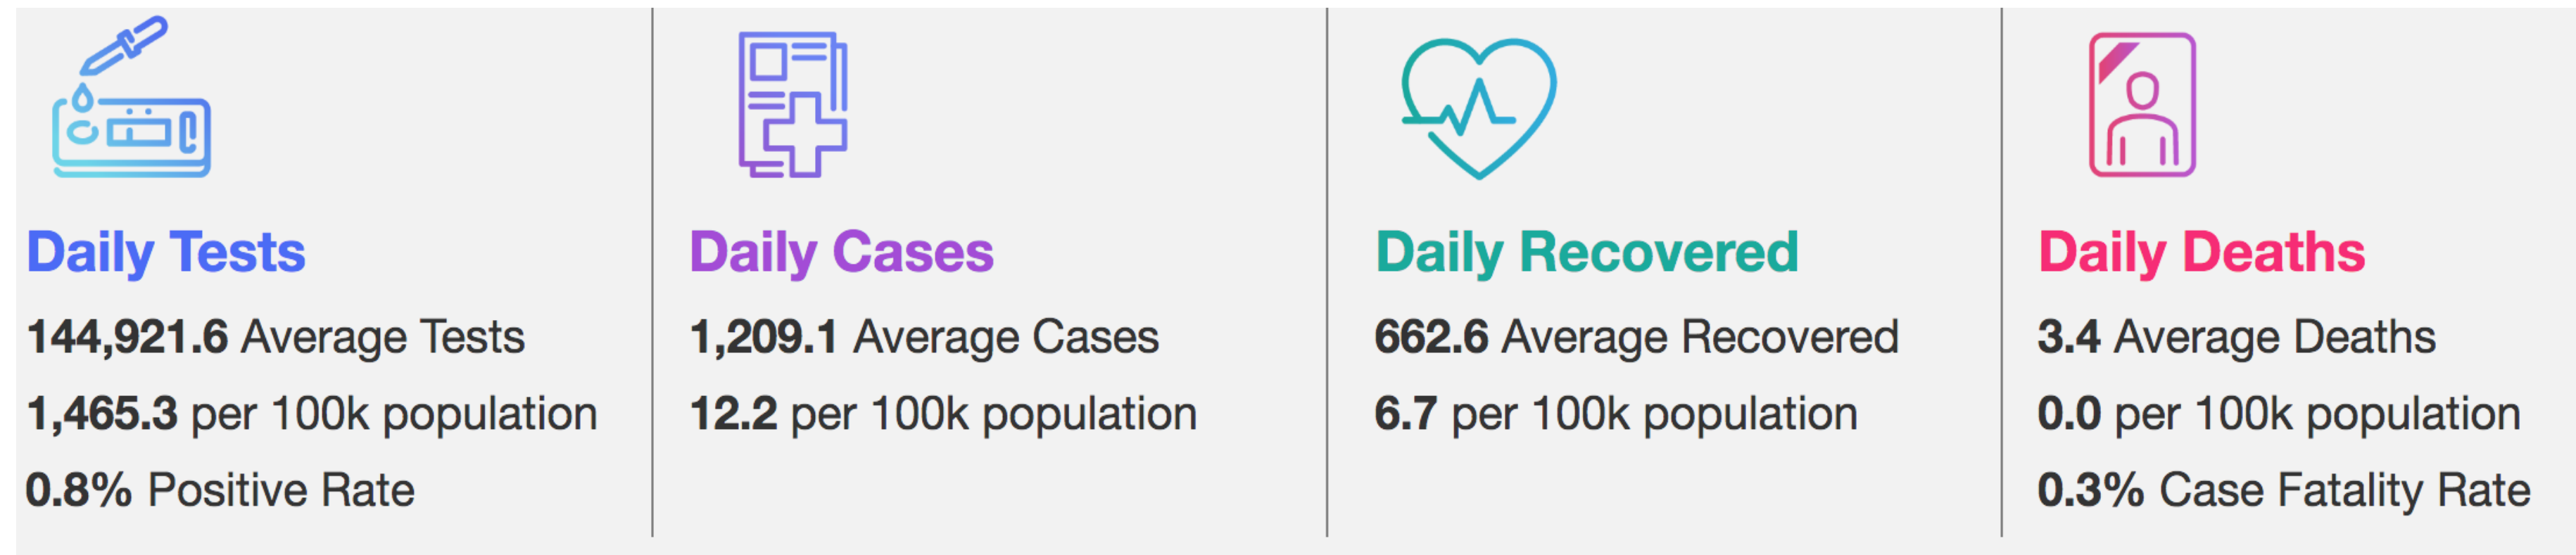 Daily Tests
144,921.6 Average Tests
1,465.3 per 100k population
0.8% Positive Rate
Daily Cases
1,209.1 Average Cases
12.2 per 100k population
Daily Recovered
662.6 Average Recovered
6.7 per 100k population
Daily Deaths
3.4 Average Deaths
0.0 per 100k population
0.3% Case Fatality Rate